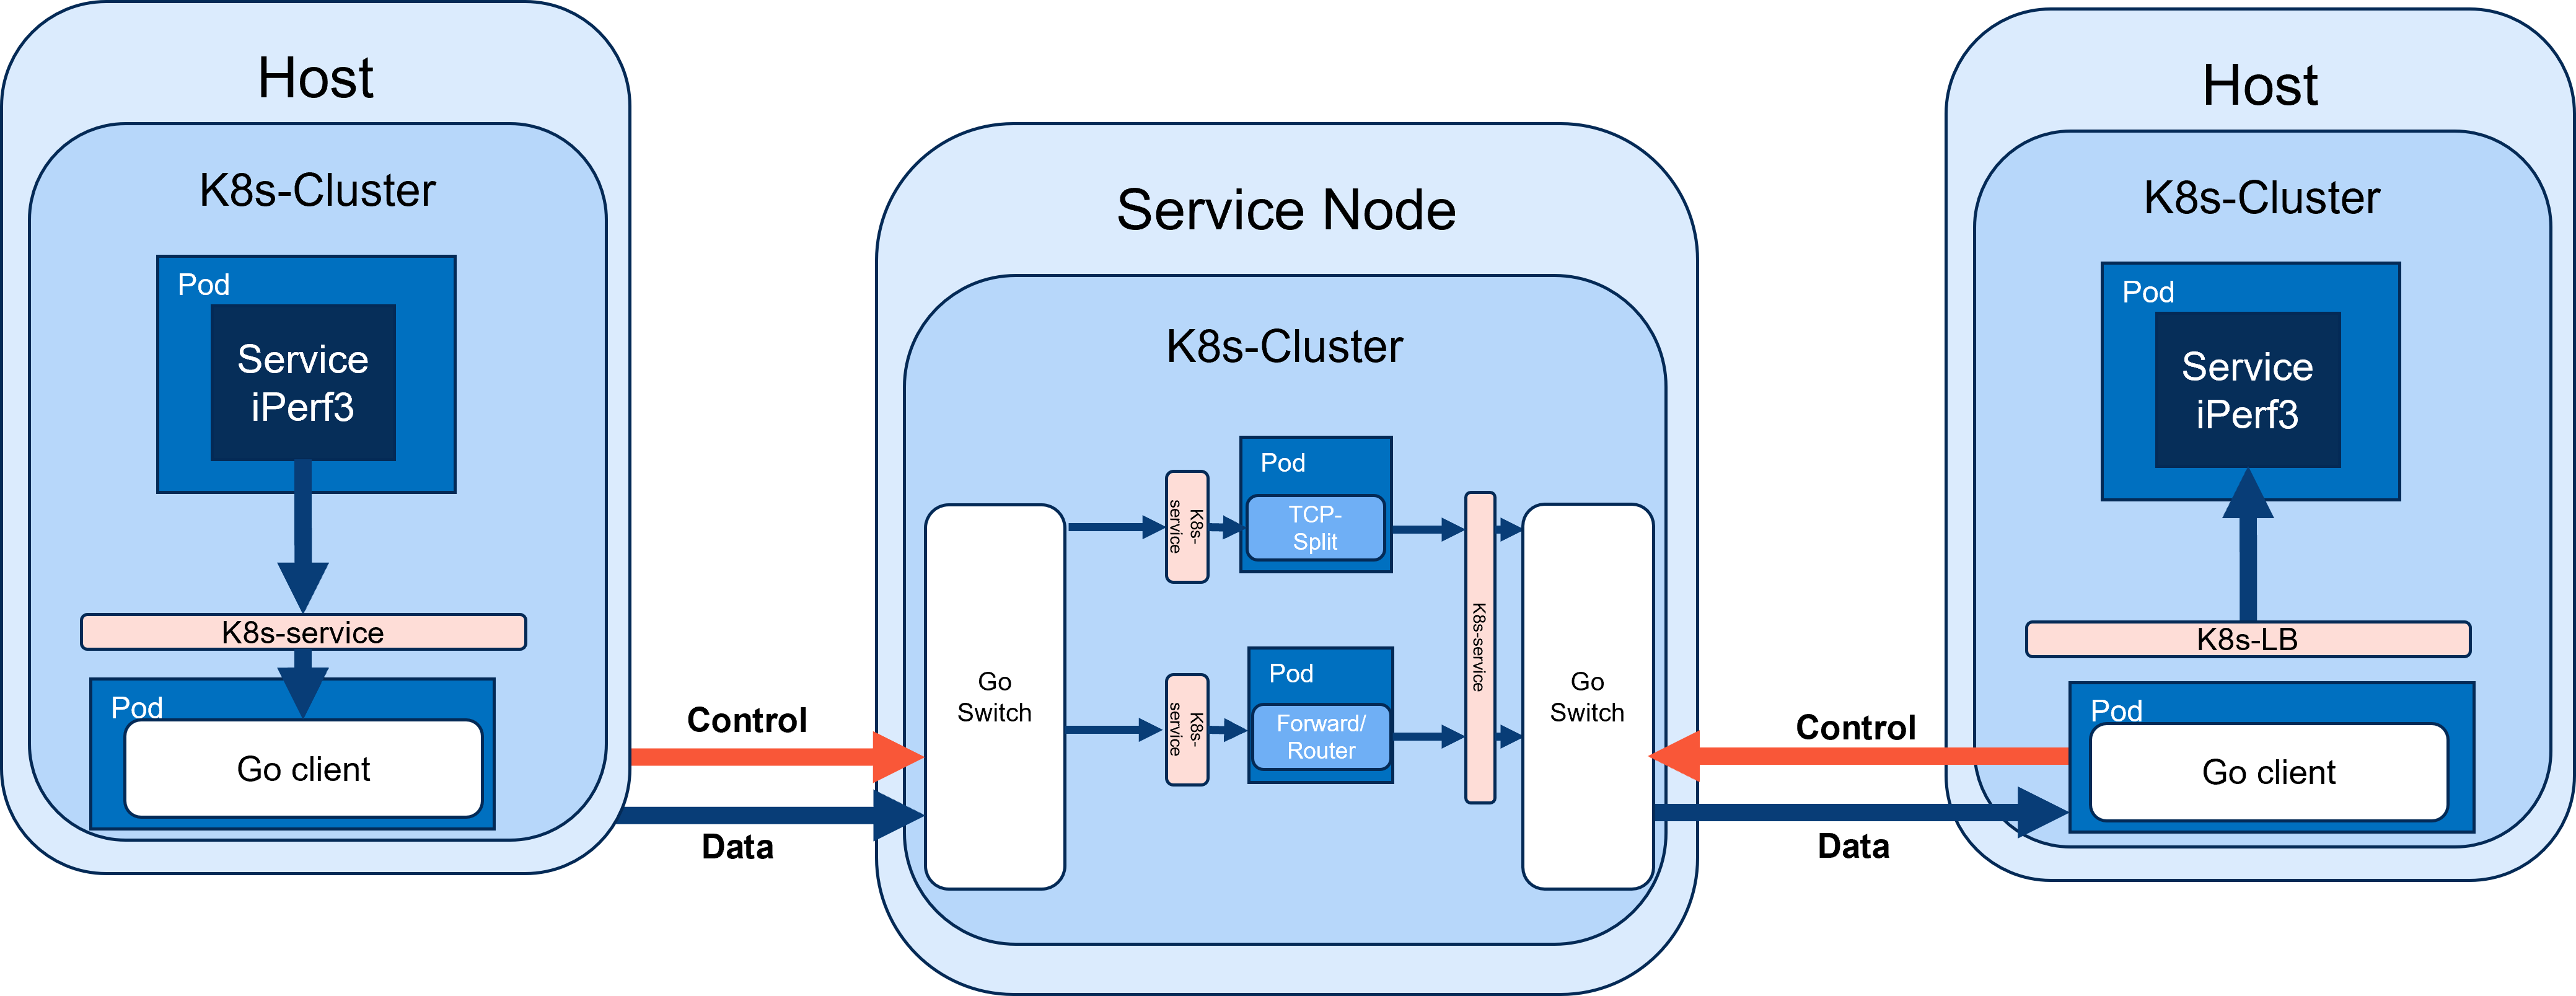 Host
K8s-Cluster
Pod
Service
iPerf3
K8s-service
Pod
Go client
Control
Data
Service Node
K8s-Cluster
Go
Switch
K8s-
service
Pod
TCP-
Split
K8s-
service
Pod
Forward/
Router
K8s-service
Go
Switch
Control
Data
Host
K8s-Cluster
Pod
Service
iPerf3
K8s-LB
Pod
Go client